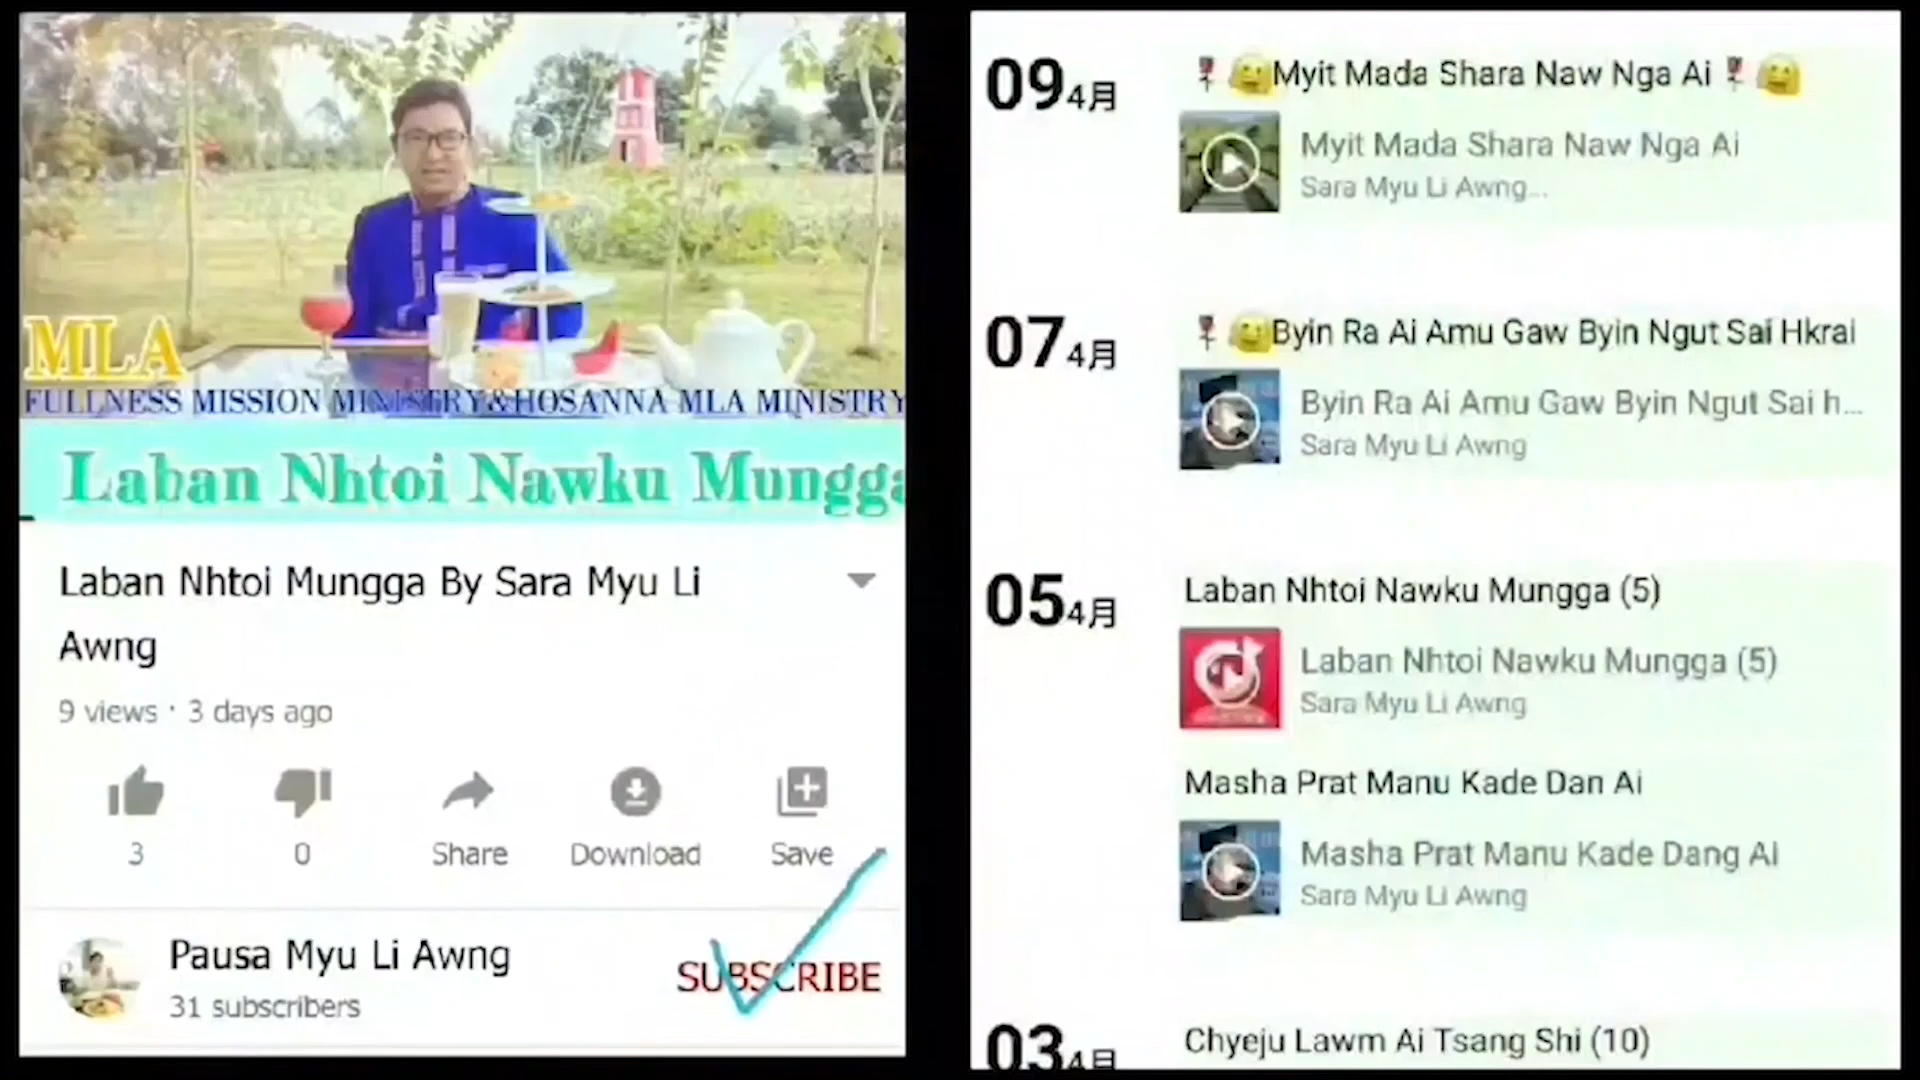 MLA
FULLNESS MISSION MINISTRY&HOSANNA MLA MINISTRY
Laban Nhtoi Nawku Mungga
Laban Nhtoi Mungga By Sara Myu Li
Awng
9 views · 3 days ago
3
0
Share
Download
Save
Pausa Myu Li Awng
31 subscribers
SUBSCRIBE
09 4月
🌹🤗Myit Mada Shara Naw Nga Ai🌹🤗
Myit Mada Shara Naw Nga Ai
Sara Myu Li Awng...
07 4月
🌹🤗Byin Ra Ai Amu Gaw Byin Ngut Sai Hkrai
Byin Ra Ai Amu Gaw Byin Ngut Sai h...
Sara Myu Li Awng
05 4月
Laban Nhtoi Nawku Mungga (5)
Laban Nhtoi Nawku Mungga (5)
Sara Myu Li Awng
Masha Prat Manu Kade Dan Ai
Masha Prat Manu Kade Dang Ai
Sara Myu Li Awng
03 4月
Chyeju Lawm Ai Tsang Shi (10)